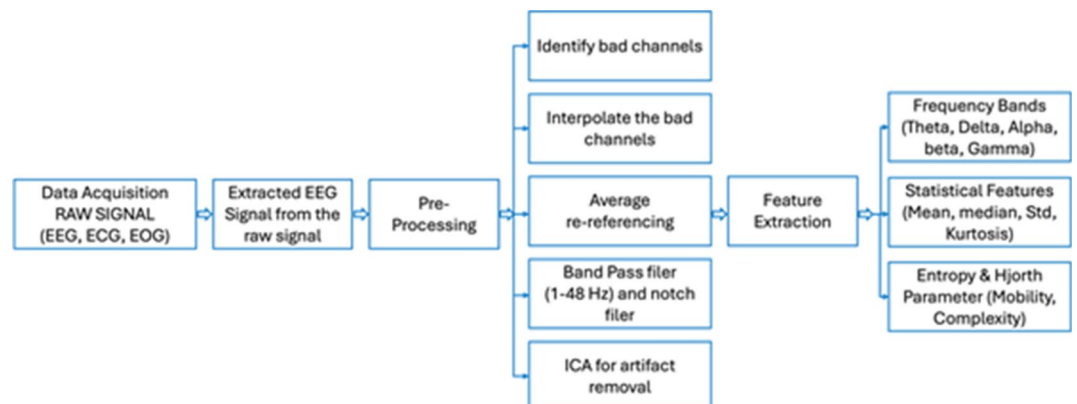 Data Acquisition
RAW SIGNAL
(EEG, ECG, EOG)
Extracted EEG
Signal from the
raw signal
Pre-
Processing
Identify bad channels
Interpolate the bad
channels
Average
re-referencing
Band Pass filer
(1-48 Hz) and notch
filer
ICA for artifact
removal
Feature
Extraction
Frequency Bands
(Theta, Delta, Alpha,
beta, Gamma)
Statistical Features
(Mean, median, Std,
Kurtosis)
Entropy & Hjorth
Parameter (Mobility,
Complexity)